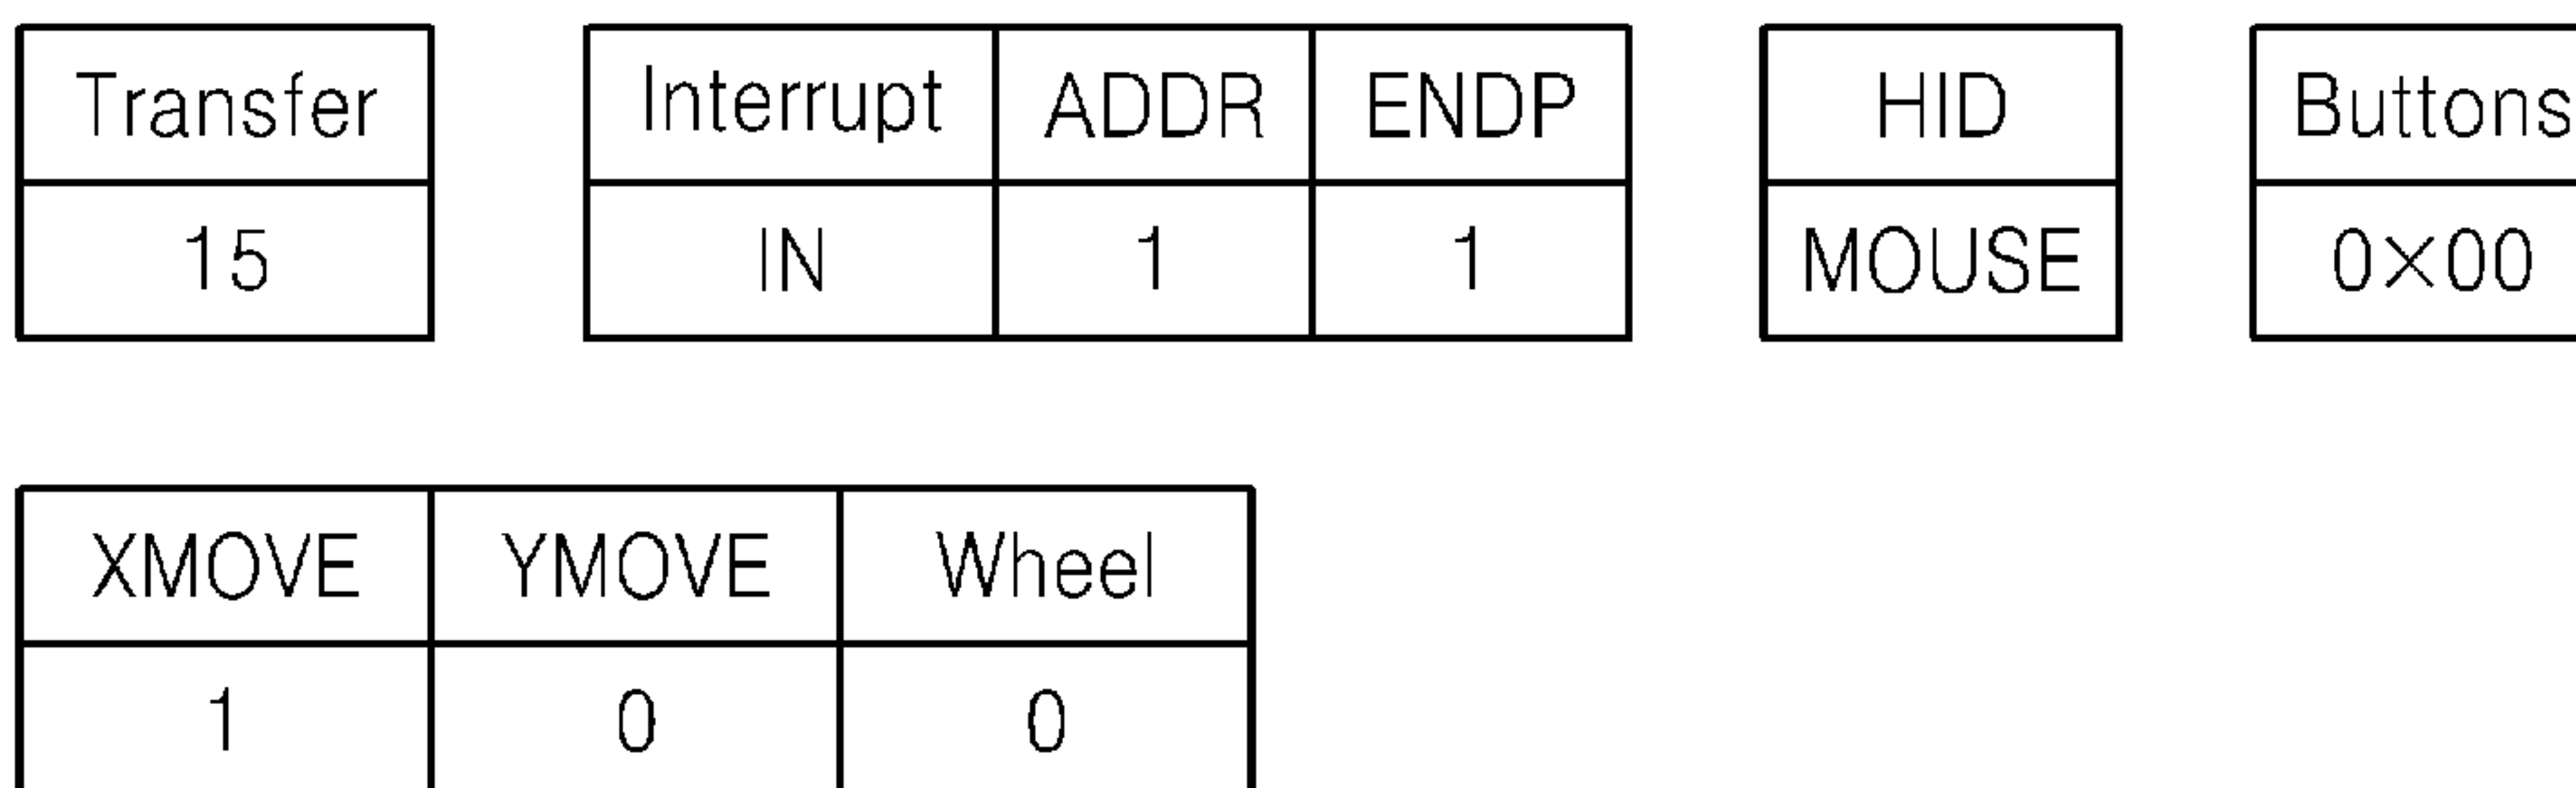 Transfer Interrupt ADDR ENDP HID Buttons
15 IN 1 1 MOUSE 0×00
XMOVE YMOVE Wheel
1 0 0